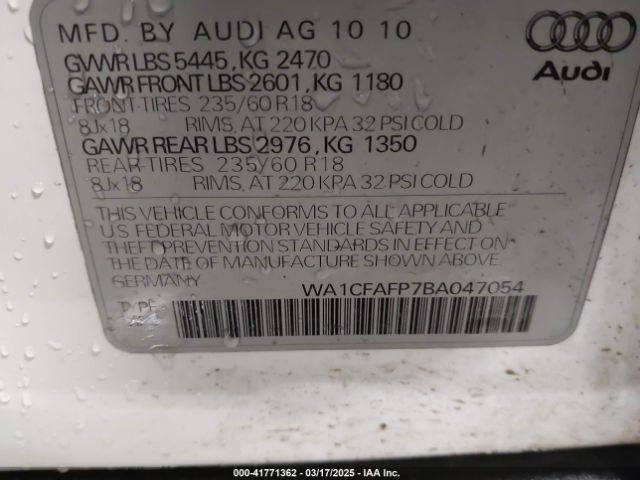 MFD. BY AUDI AG 10 10
GVWR LBS 5445, KG 2470
GAWR FRONT LBS 2601, KG 1180
FRONT-TIRES 235/60 R18
8Jx18 RIMS, AT 220 KPA 32 PSI COLD
GAWR REAR LBS 2976, KG 1350
REAR-TIRES 235/60 R18
8Jx18 RIMS, AT 220 KPA 32 PSI COLD
Audi
THIS VEHICLE CONFORMS TO ALL APPLICABLE
US FEDERAL MOTOR VEHICLE SAFETY AND
THEFT PREVENTION STANDARDS IN EFFECT ON
THE DATE OF MANUFACTURE SHOWN ABOVE
GERMANY
WA1CFAFP7BA047054
TYPE:
000-41771362 - 03/17/2025 - IAA Inc.